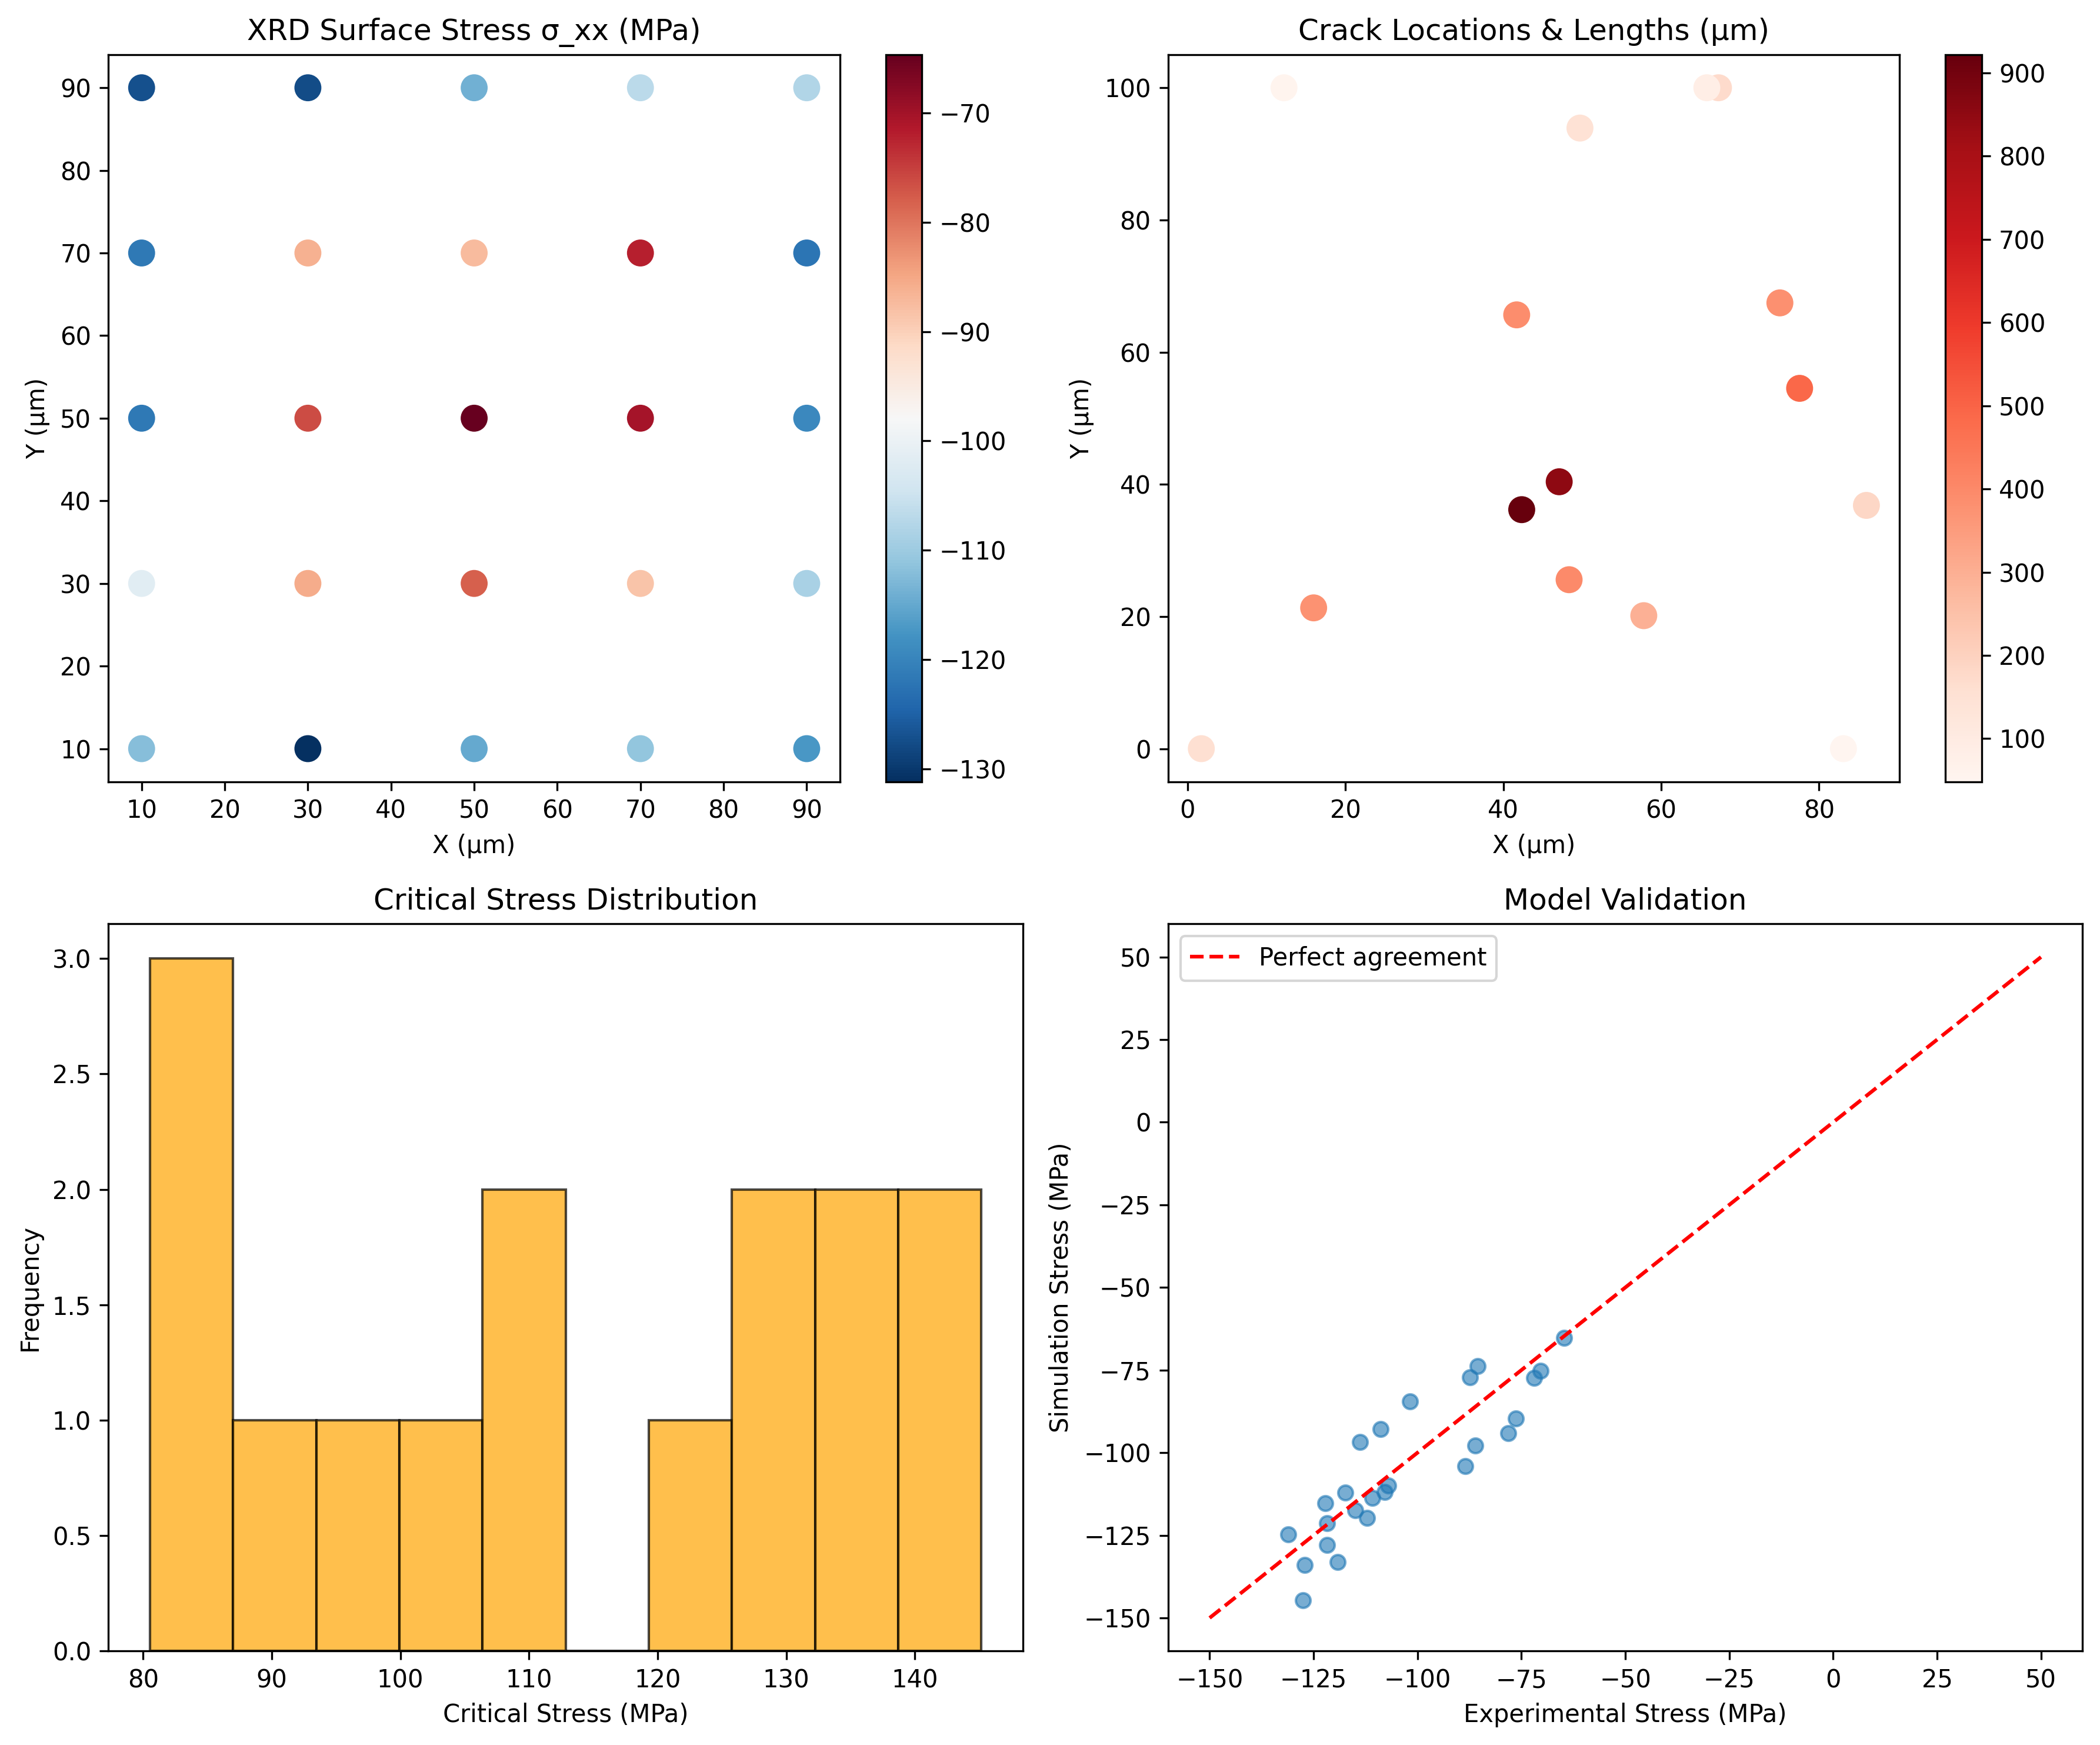 XRD Surface Stress σ_xx (MPa)
90
80
70
60
50
40
30
20
10
Y (μm)
10 20 30 40 50 60 70 80 90
X (μm)
−70
−80
−90
−100
−110
−120
−130
Crack Locations & Lengths (μm)
100
80
60
40
20
0
Y (μm)
0 20 40 60 80
X (μm)
900
800
700
600
500
400
300
200
100
Critical Stress Distribution
3.0
2.5
2.0
1.5
1.0
0.5
0.0
Frequency
80 90 100 110 120 130 140
Critical Stress (MPa)
Model Validation
Perfect agreement
50
25
0
−25
−50
−75
−100
−125
−150
Simulation Stress (MPa)
−150 −125 −100 −75 −50 −25 0 25 50
Experimental Stress (MPa)